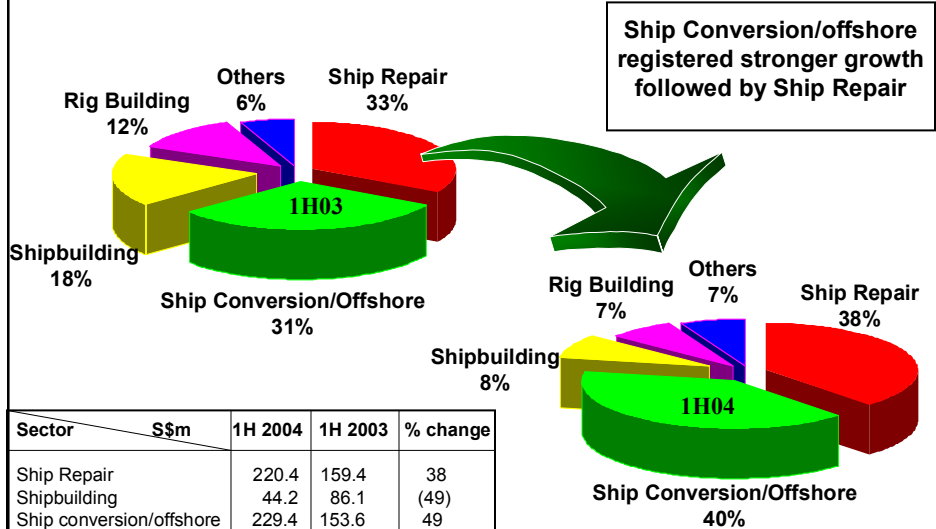 Ship Conversion/offshore
registered stronger growth
followed by Ship Repair
Others
6%
Ship Repair
33%
Rig Building
12%
1H03
Shipbuilding
18%
Ship Conversion/Offshore
31%
Others
7%
Rig Building
7%
Ship Repair
38%
Shipbuilding
8%
1H04
Ship Conversion/Offshore
40%
Sector S$m 1H 2004 1H 2003 % change
Ship Repair 220.4 159.4 38
Shipbuilding 44.2 86.1 (49)
Ship conversion/offshore 229.4 153.6 49